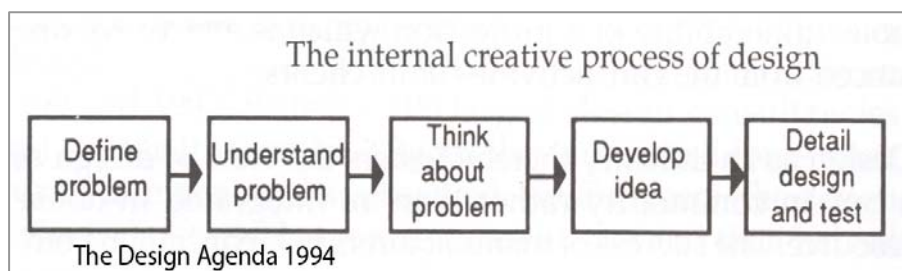 The internal creative process of design
Define
problem
Understand
problem
Think
about
problem
Develop
idea
Detail
design
and test
The Design Agenda 1994